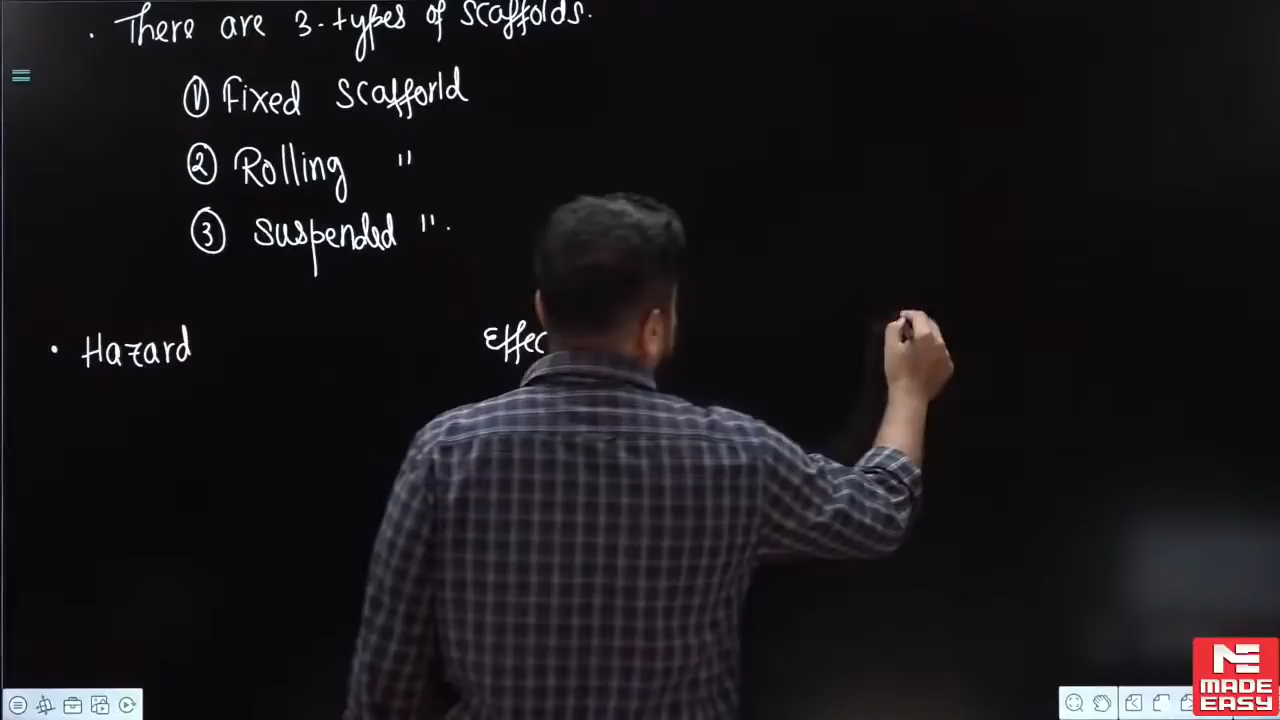 . There are 3-types of scaffolds.
① Fixed Scafforld
② Rolling "
③ Suspended ".
• Hazard Effec
MADE EASY